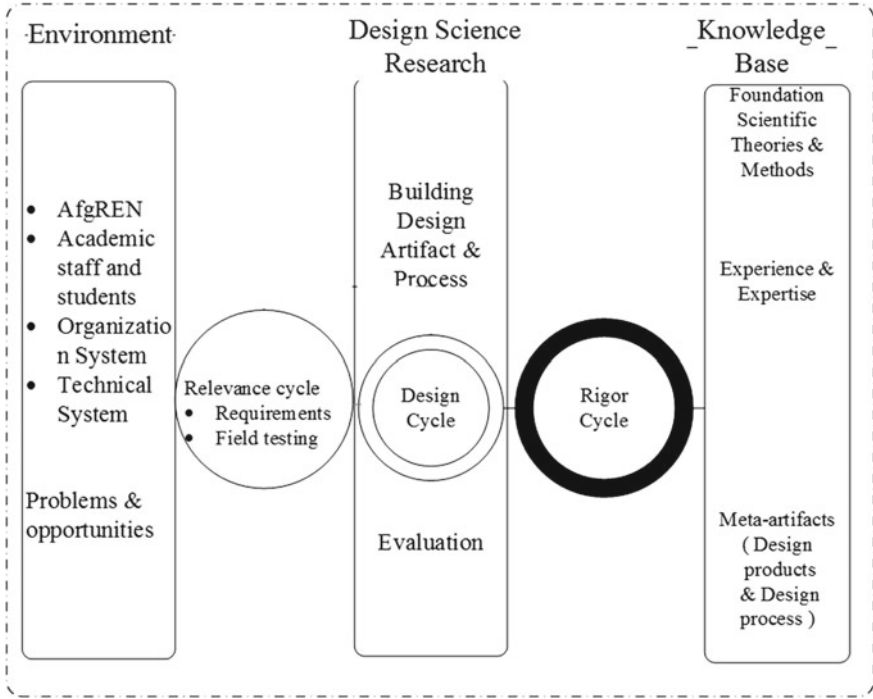 Environment
Design Science
Research
Knowledge
Base
• AfgREN
• Academic
staff and
students
• Organizatio
n System
• Technical
System
Problems &
opportunities
Relevance cycle
• Requirements
• Field testing
Building
Design
Artifact &
Process
Design
Cycle
Evaluation
Rigor
Cycle
Foundation
Scientific
Theories &
Methods
Experience &
Expertise
Meta-artifacts
( Design
products
& Design
process )